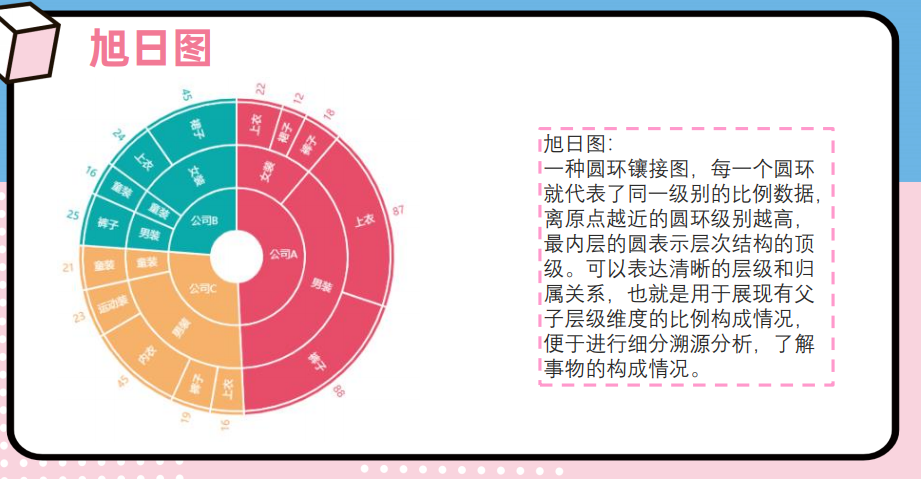 旭日图
旭日图:
一种圆环镶接图，每一个圆环
就代表了同一级别的比例数据，
离原点越近的圆环级别越高，
最内层的圆表示层次结构的顶
级。可以表达清晰的层级和归
属关系，也就是用于展现有父
子层级维度的比例构成情况，
便于进行细分溯源分析，了解
事物的构成情况。
公司A
女装
上衣
22
裙子
12
裤子
18
男装
上衣
87
裤子
88
公司C
男装
上衣
16
裤子
19
内衣
45
运动装
23
童装
童装
21
公司B
男装
裤子
25
童装
童装
16
女装
上衣
24
裙子
45